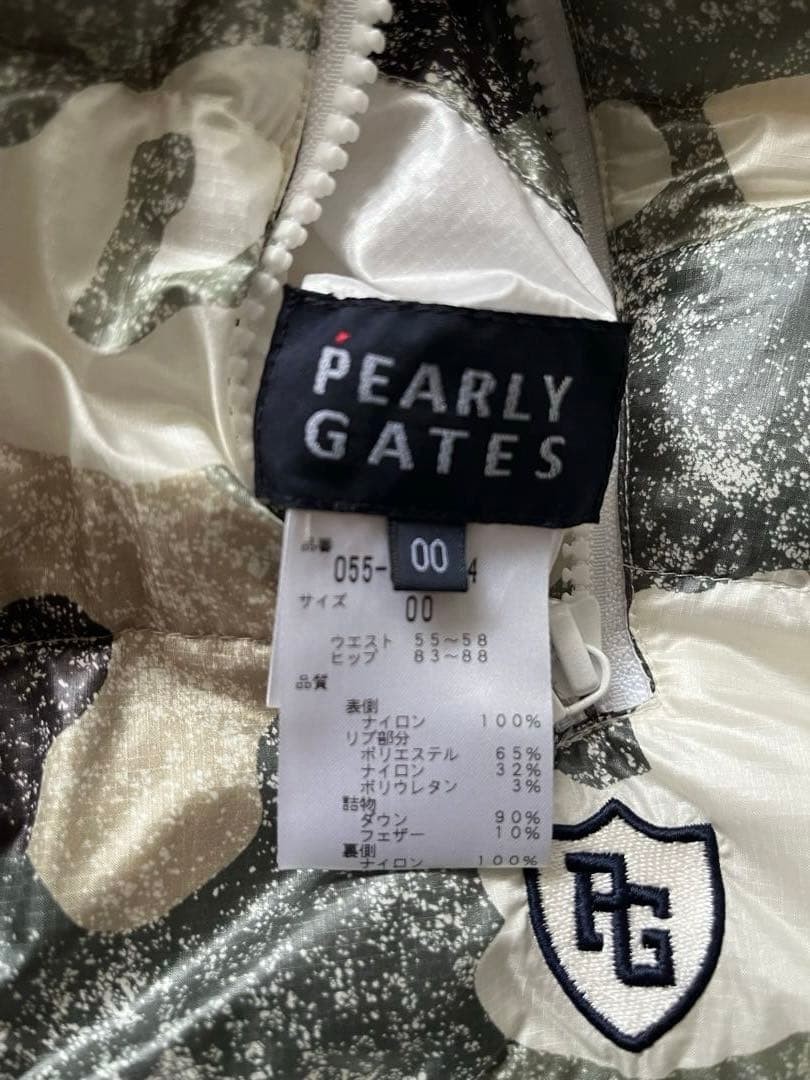 PEARLY
GATES
00
品番
055- 4
サイズ 00
ウエスト 55~58
ヒップ 83~88
品質
表側
ナイロン 100%
リブ部分
ポリエステル 65%
ナイロン 32%
ポリウレタン 3%
詰物
ダウン 90%
フェザー 10%
裏側
ナイロン 100%
PG